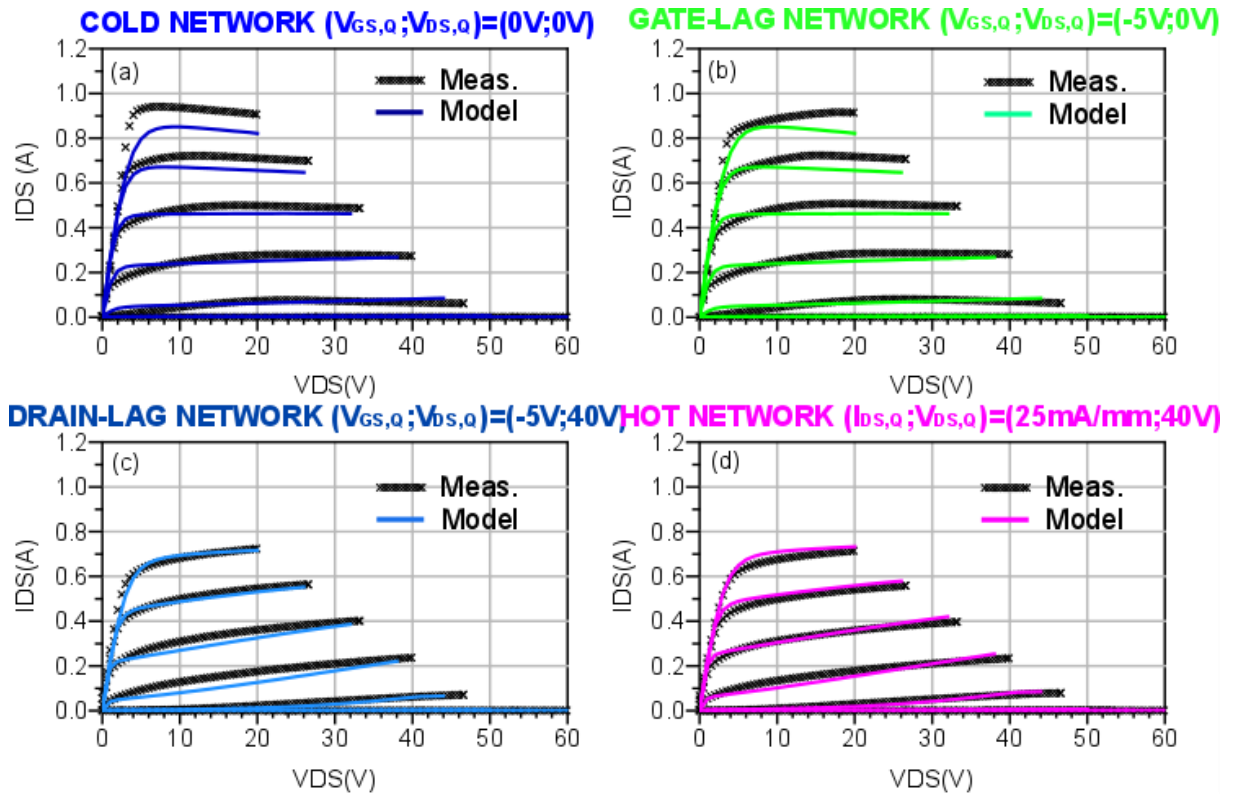 COLD NETWORK (VGS,Q;VDS,Q)=(0V;0V)
GATE-LAG NETWORK (VGS,Q;VDS,Q)=(-5V;0V)
(a)
Meas.
Model
1.2
1.0
0.8
0.6
0.4
0.2
0.0
IDS (A)
0 10 20 30 40 50 60
VDS(V)
(b)
Meas.
Model
1.2
1.0
0.8
0.6
0.4
0.2
0.0
IDS(A)
0 10 20 30 40 50 60
VDS(V)
DRAIN-LAG NETWORK (VGS,Q;VDS,Q)=(-5V;40V)
HOT NETWORK (IDS,Q;VDS,Q)=(25mA/mm;40V)
(c)
Meas.
Model
1.2
1.0
0.8
0.6
0.4
0.2
0.0
IDS(A)
0 10 20 30 40 50 60
VDS(V)
(d)
Meas.
Model
1.2
1.0
0.8
0.6
0.4
0.2
0.0
IDS(A)
0 10 20 30 40 50 60
VDS(V)